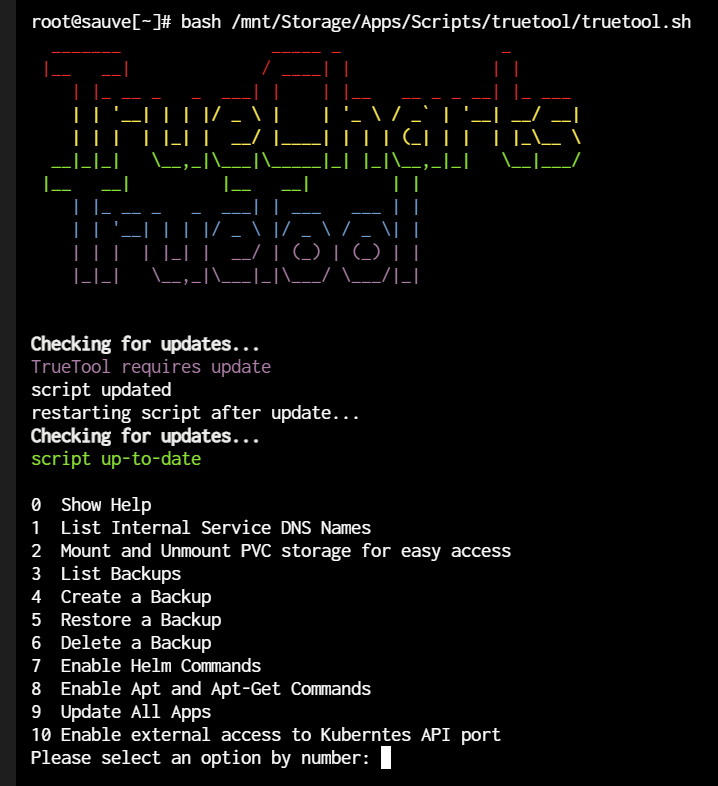 root@sauve[~]# bash /mnt/Storage/Apps/Scripts/truetool/truetool.sh
TrueCharts
TrueTool
Checking for updates...
TrueTool requires update
script updated
restarting script after update...
Checking for updates...
script up-to-date
0  Show Help
1  List Internal Service DNS Names
2  Mount and Unmount PVC storage for easy access
3  List Backups
4  Create a Backup
5  Restore a Backup
6  Delete a Backup
7  Enable Helm Commands
8  Enable Apt and Apt-Get Commands
9  Update All Apps
10 Enable external access to Kuberntes API port
Please select an option by number: